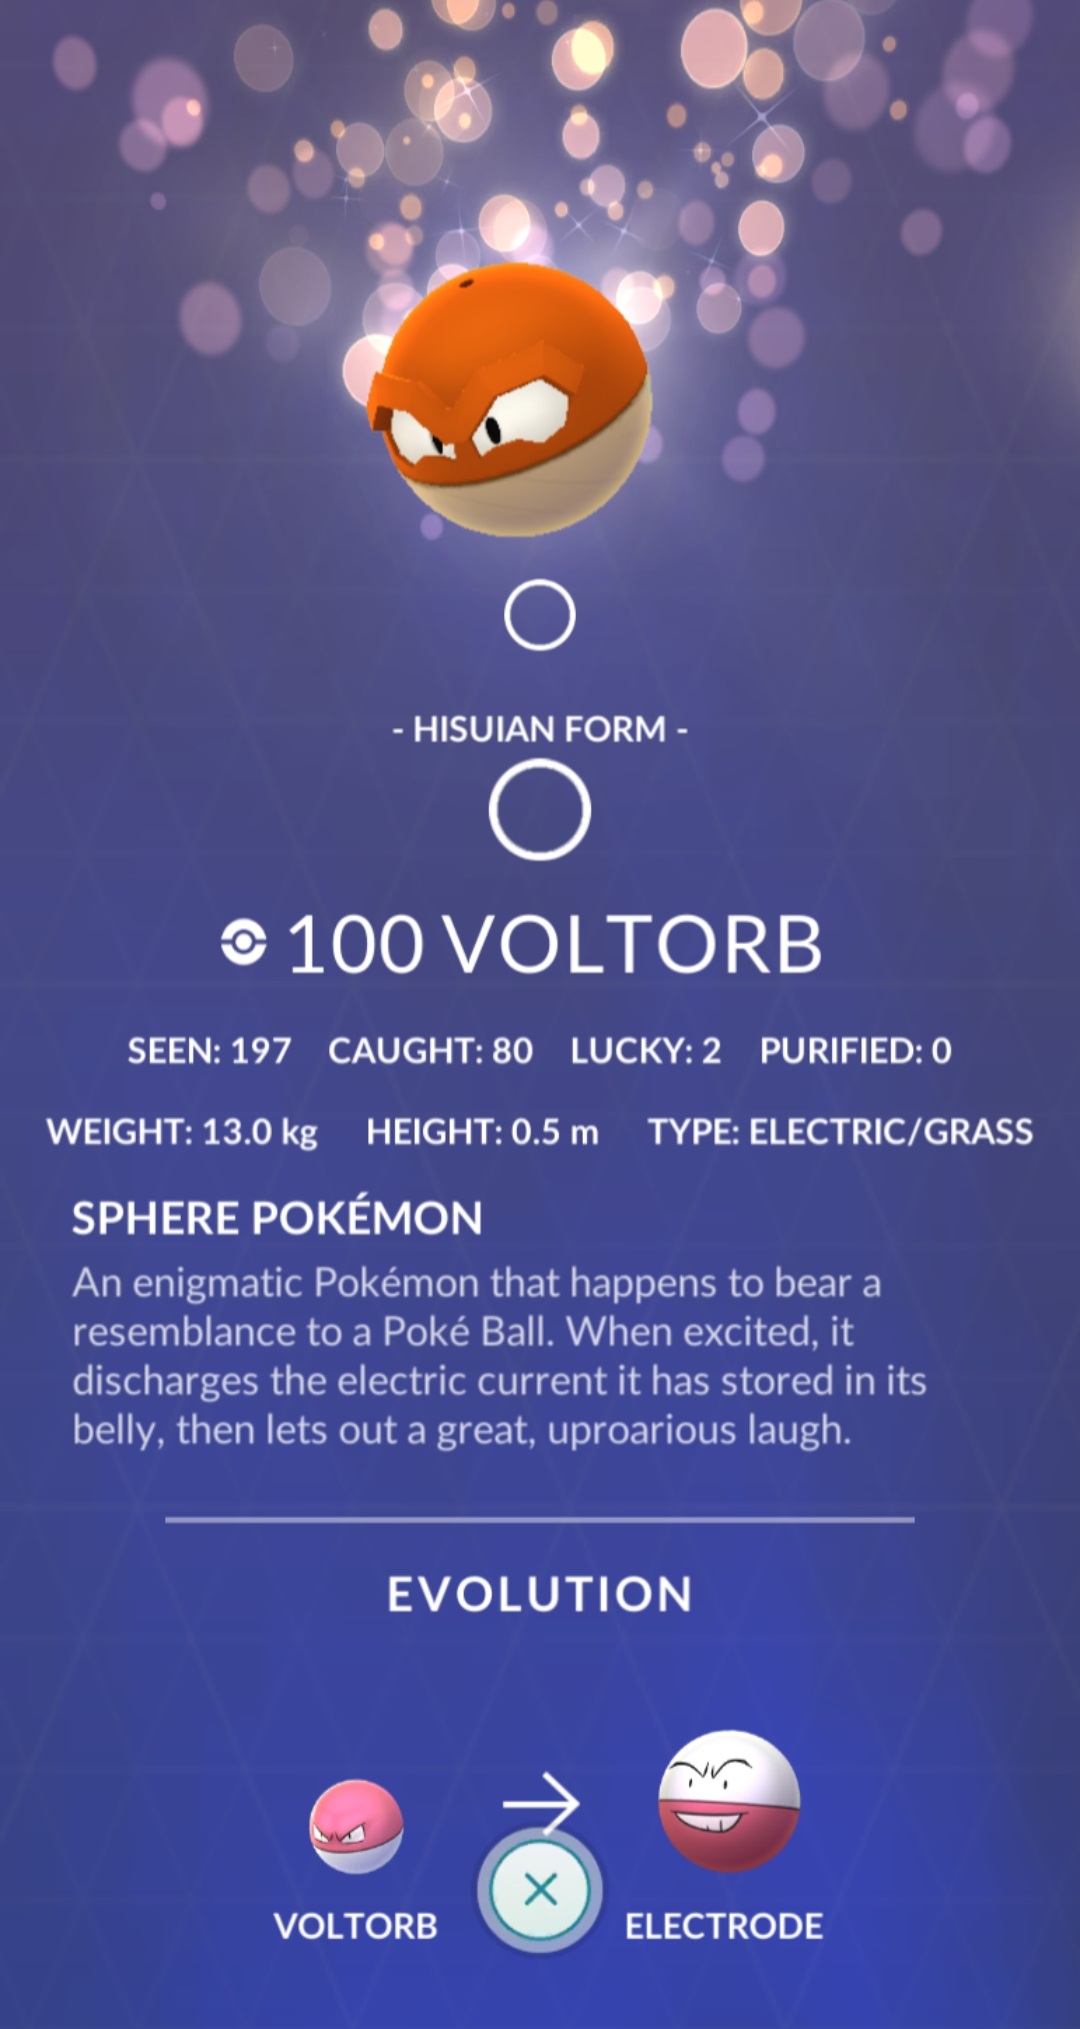 - HISUIAN FORM -
100 VOLTORB
SEEN: 197 CAUGHT: 80 LUCKY: 2 PURIFIED: 0
WEIGHT: 13.0 kg HEIGHT: 0.5 m TYPE: ELECTRIC/GRASS
SPHERE POKÉMON
An enigmatic Pokémon that happens to bear a
resemblance to a Poké Ball. When excited, it
discharges the electric current it has stored in its
belly, then lets out a great, uproarious laugh.
EVOLUTION
VOLTORB ELECTRODE